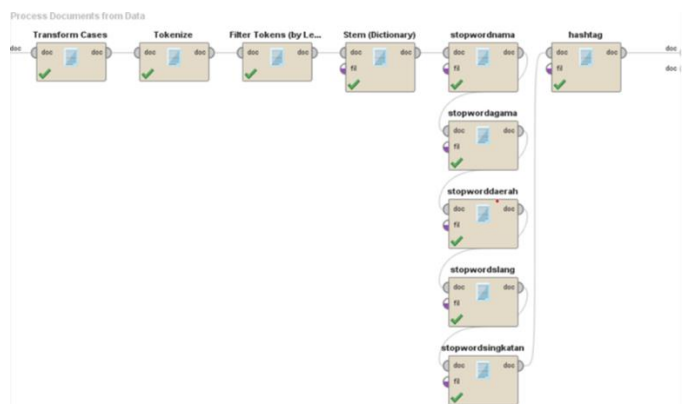 Process Documents from Data
Transform Cases
Tokenize
Filter Tokens (by Le...
Stem (Dictionary)
stopwordnama
hashtag
doc
doc doc
doc doc
doc doc
doc doc
fil
doc doc
fil
doc doc
fil
doc
doc
stopwordagama
doc doc
fil
stopworddaerah
doc doc
fil
stopwordslang
doc doc
fil
stopwordsingkatan
doc doc
fil